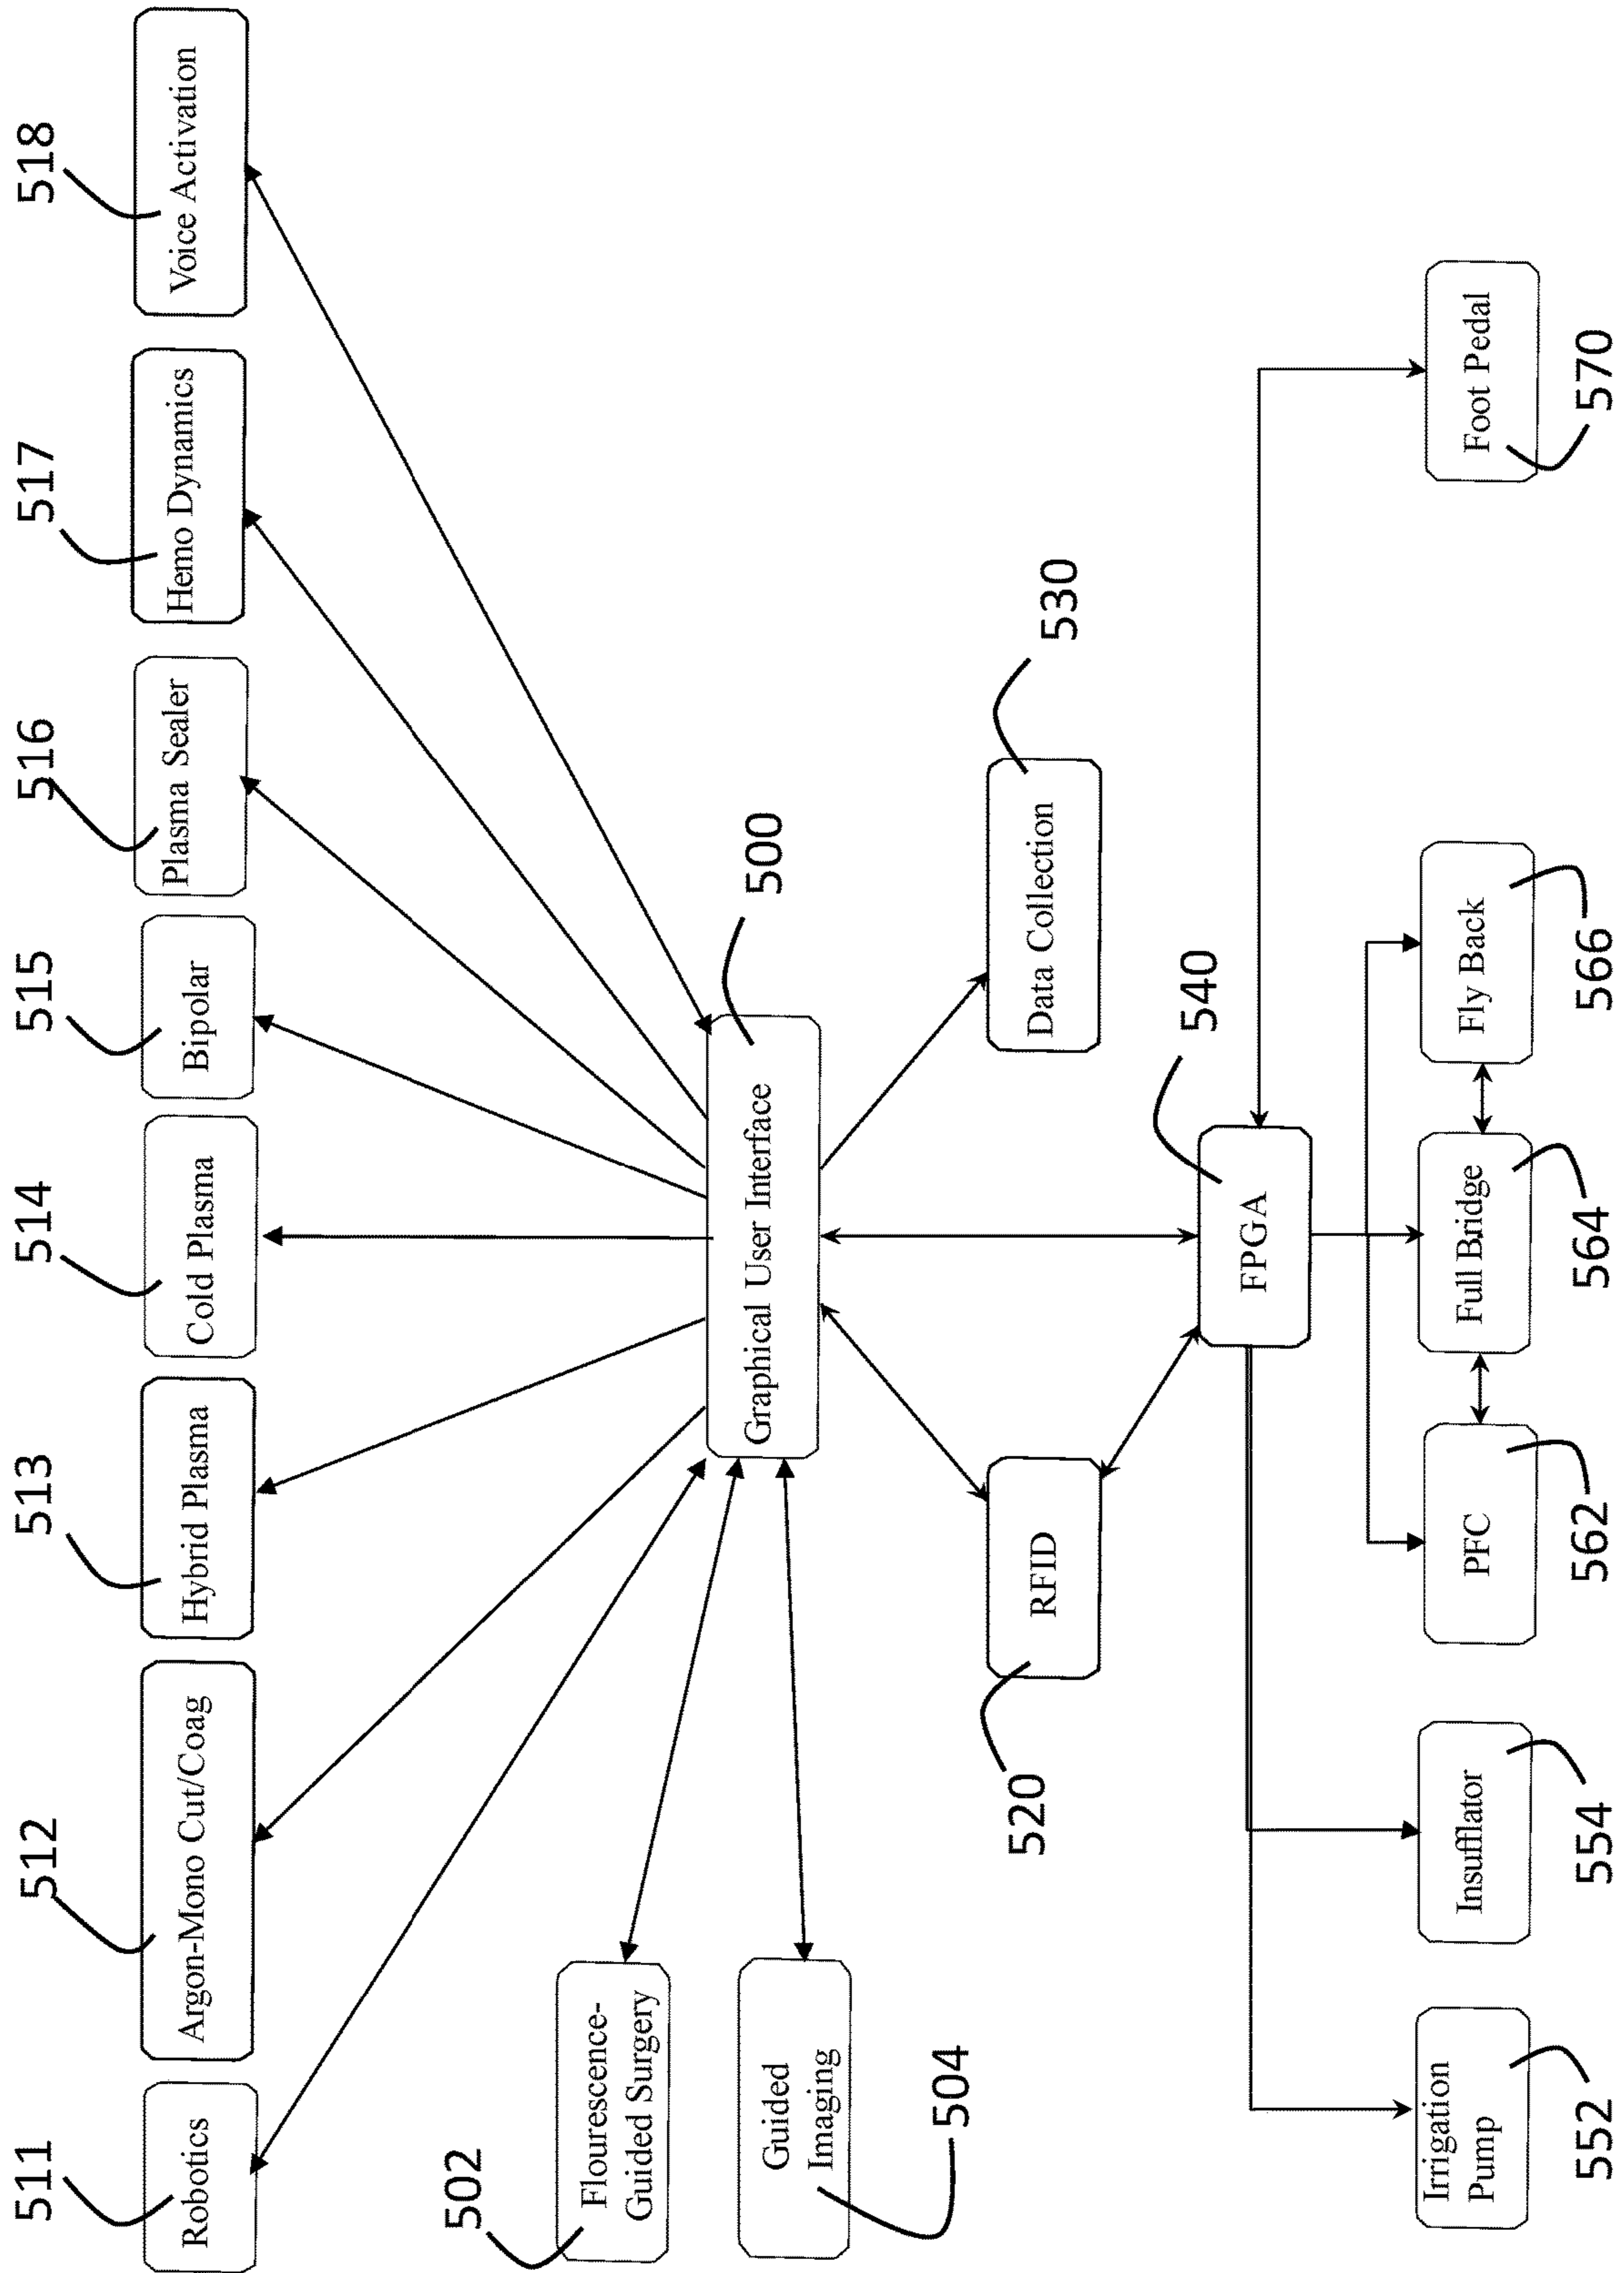 511
512
513
514
515
516
517
518
Robotics
Argon-Mono Cut/Coag
Hybrid Plasma
Cold Plasma
Bipolar
Plasma Sealer
Hemo Dynamics
Voice Activation
502
Flourescence-
Guided Surgery
500
Graphical User Interface
Guided
Imaging
504
520
RFID
Data Collection
530
540
FPGA
Irrigation
Pump
Insufflator
PFC
Full Bridge
Fly Back
Foot Pedal
552
554
562
564
566
570